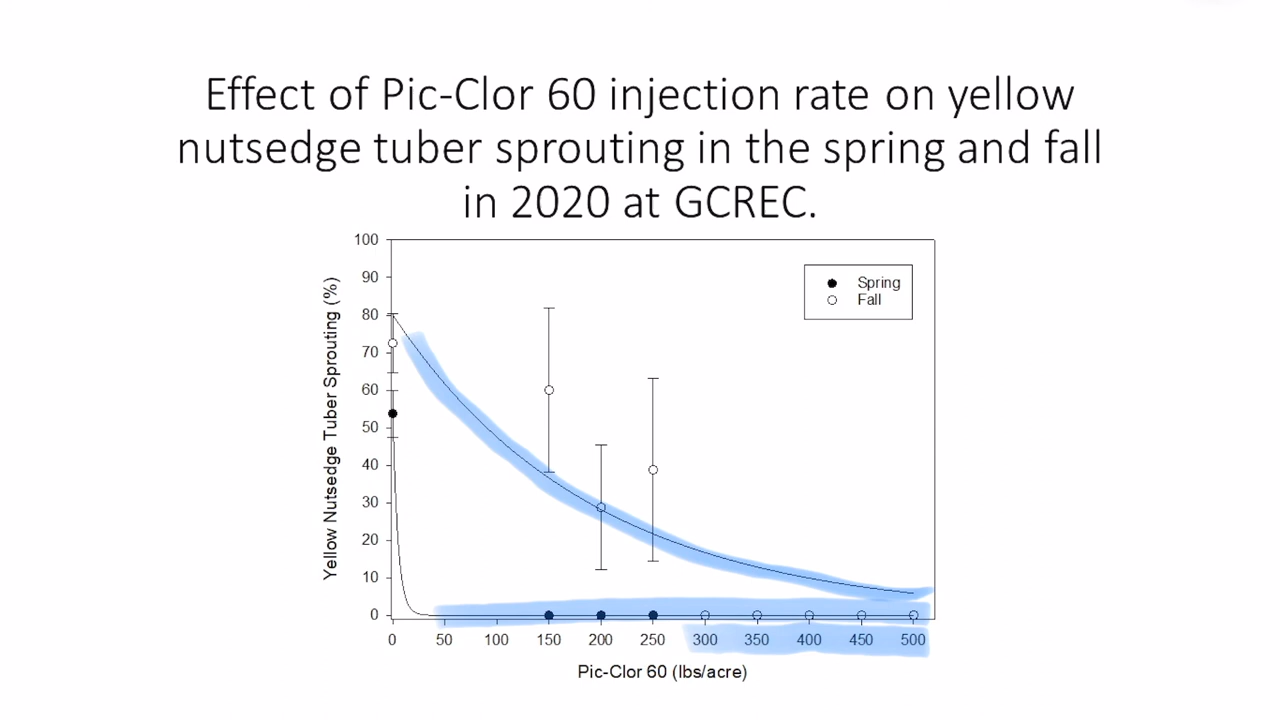 Effect of Pic-Clor 60 injection rate on yellow
nutsedge tuber sprouting in the spring and fall
in 2020 at GCREC.
100
90
80
70
60
50
40
30
20
10
0
Yellow Nutsedge Tuber Sprouting (%)
Spring
Fall
0 50 100 150 200 250 300 350 400 450 500
Pic-Clor 60 (lbs/acre)